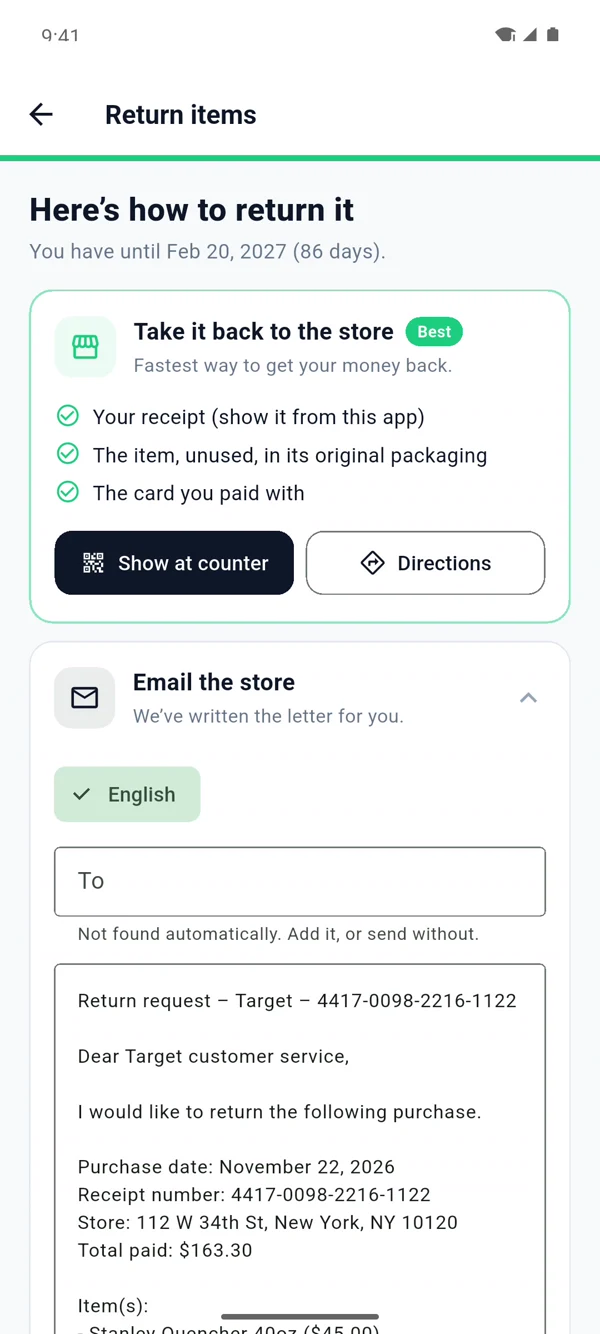 9:41
Return items
Here’s how to return it
You have until Feb 20, 2027 (86 days).
Take it back to the store
Best
Fastest way to get your money back.
Your receipt (show it from this app)
The item, unused, in its original packaging
The card you paid with
Show at counter
Directions
Email the store
We’ve written the letter for you.
English
To
Not found automatically. Add it, or send without.
Return request – Target – 4417-0098-2216-1122
Dear Target customer service,
I would like to return the following purchase.
Purchase date: November 22, 2026
Receipt number: 4417-0098-2216-1122
Store: 112 W 34th St, New York, NY 10120
Total paid: $163.30
Item(s):
- Stanley Quencher 40oz ($45.00)